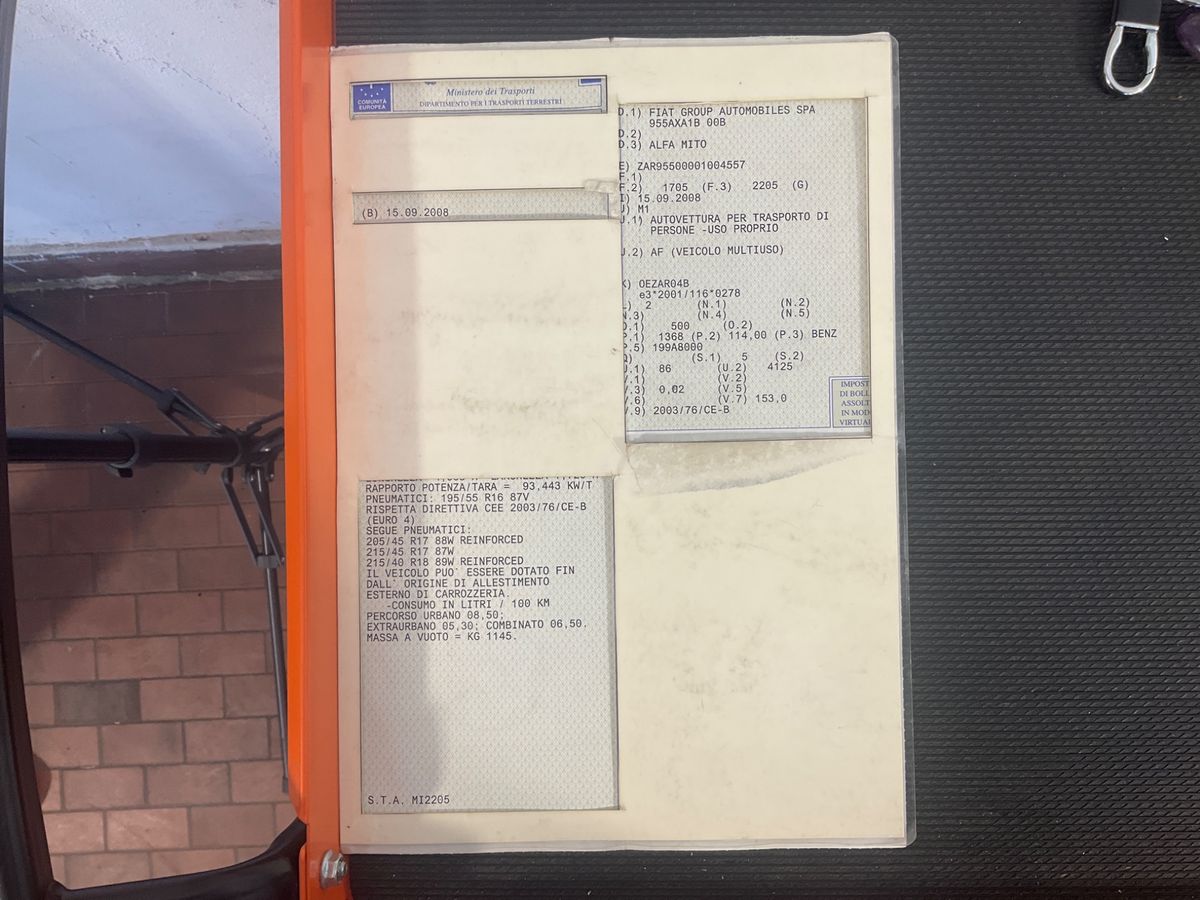 COMUNITÀ
EUROPEA
Ministero dei Trasporti
DIPARTIMENTO PER I TRASPORTI TERRESTRI
(B) 15.09.2008
D.1) FIAT GROUP AUTOMOBILES SPA
955AXA1B 00B
D.2)
D.3) ALFA MITO
E) ZAR95500001004557
F.1)
F.2) 1705 (F.3) 2205 (G)
I) 15.09.2008
J) M1
J.1) AUTOVETTURA PER TRASPORTO DI
PERSONE -USO PROPRIO
J.2) AF (VEICOLO MULTIUSO)
K) OEZAR04B
e3*2001/116*0278
L) 2 (N.1) (N.2)
N.3) (N.4) (N.5)
O.1) 500 (O.2)
P.1) 1368 (P.2) 114,00 (P.3) BENZ
P.5) 199A8000
Q) (S.1) 5 (S.2)
U.1) 86 (U.2) 4125
V.1) (V.2)
V.3) 0,02 (V.5)
V.6) (V.7) 153,0
V.9) 2003/76/CE-B
IMPOST
DI BOLL
ASSOLT
IN MOD
VIRTUAL
RAPPORTO POTENZA/TARA = 93,443 KW/T
PNEUMATICI: 195/55 R16 87V
RISPETTA DIRETTIVA CEE 2003/76/CE-B
(EURO 4)
SEGUE PNEUMATICI:
205/45 R17 88W REINFORCED
215/45 R17 87W
215/40 R18 89W REINFORCED
IL VEICOLO PUO` ESSERE DOTATO FIN
DALL` ORIGINE DI ALLESTIMENTO
ESTERNO DI CARROZZERIA.
-CONSUMO IN LITRI / 100 KM
PERCORSO URBANO 08,50;
EXTRAURBANO 05,30; COMBINATO 06,50.
MASSA A VUOTO = KG 1145.
S.T.A. MI2205